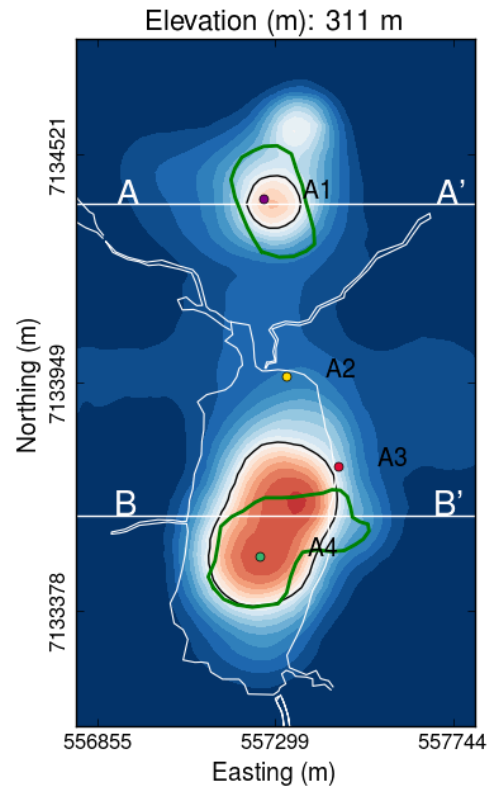 Elevation (m): 311 m
7134521
A
A1
A'
Northing (m)
7133949
A2
A3
B
B'
A4
7133378
556855
557299
557744
Easting (m)